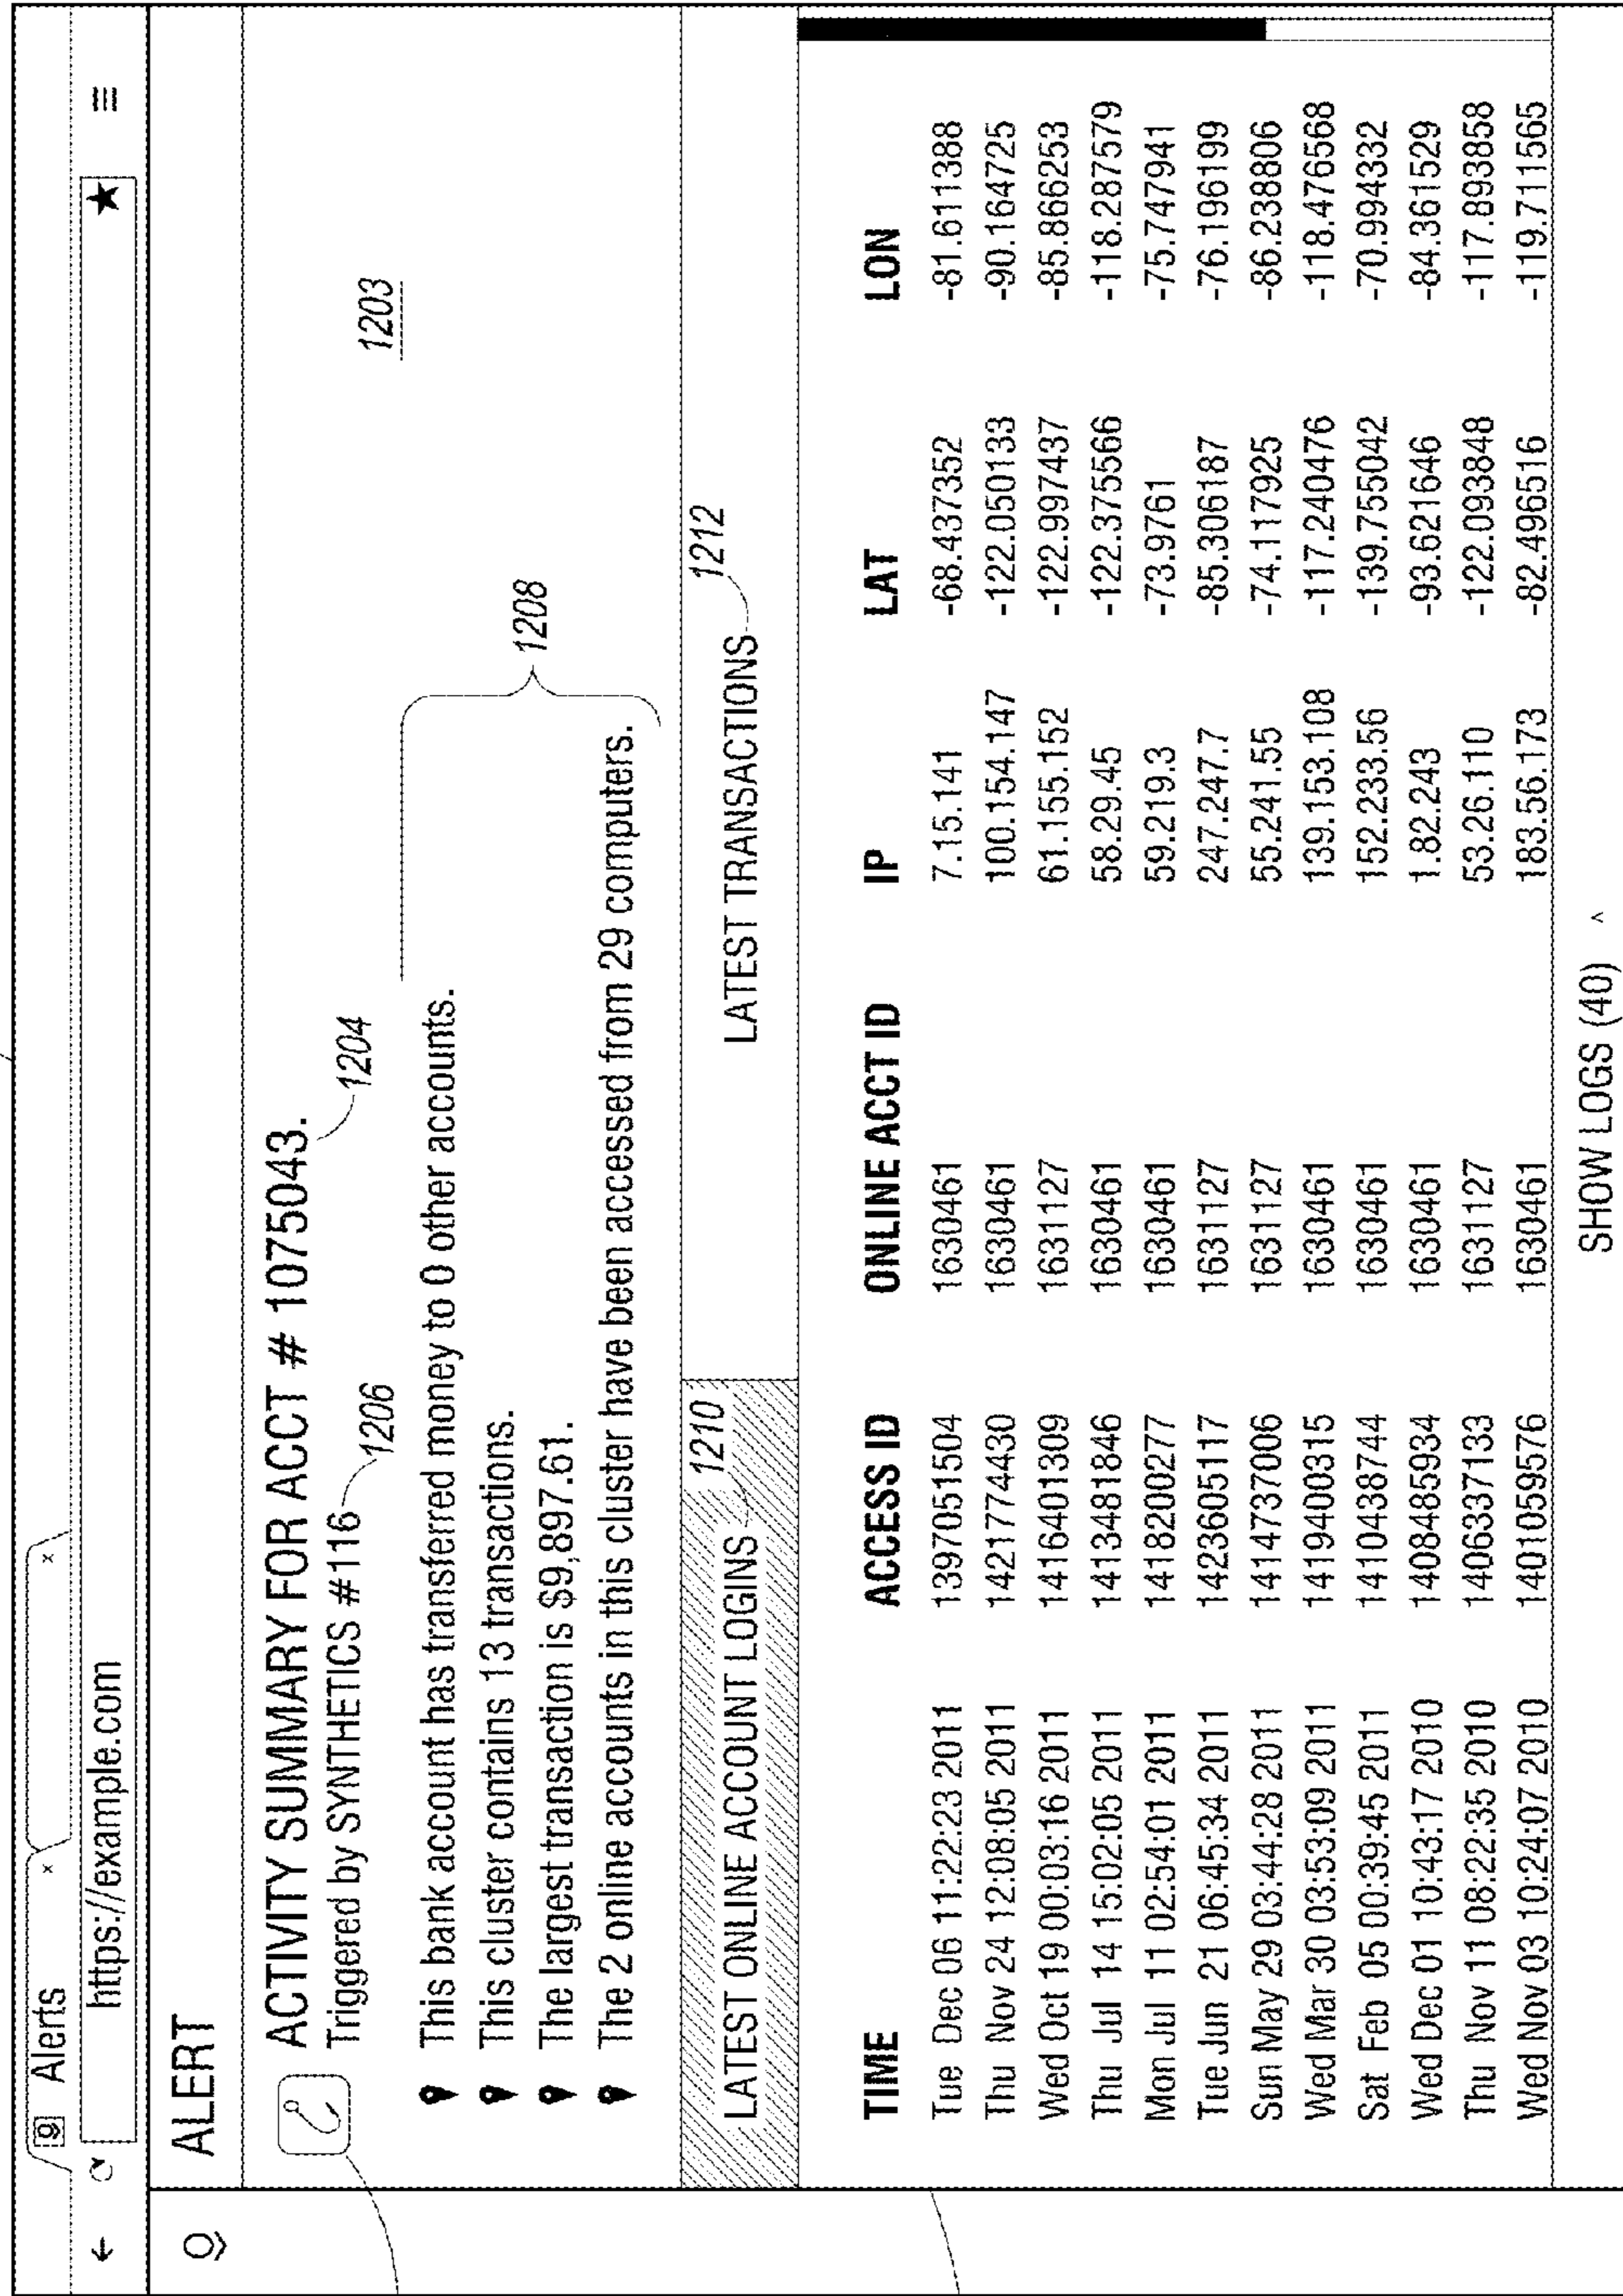 Alerts x x
https://example.com
ALERT
ACTIVITY SUMMARY FOR ACCT # 1075043.
1204
Triggered by SYNTHETICS #116
1206
1203
This bank account has transferred money to 0 other accounts.
This cluster contains 13 transactions.
The largest transaction is $9,897.61.
The 2 online accounts in this cluster have been accessed from 29 computers.
1208
LATEST ONLINE ACCOUNT LOGINS 1210 LATEST TRANSACTIONS 1212
TIME ACCESS ID ONLINE ACCT ID IP LAT LON
Tue Dec 06 11:22:23 2011 1397051504 1630461 7.15.141 -68.437352 -81.611388
Thu Nov 24 12:08:05 2011 1421774430 1630461 100.154.147 -122.050133 -90.164725
Wed Oct 19 00:03:16 2011 1416401309 1631127 61.155.152 -122.997437 -85.866253
Thu Jul 14 15:02:05 2011 1413481846 1630461 58.29.45 -122.375566 -118.287579
Mon Jul 11 02:54:01 2011 1418200277 1630461 59.219.3 -73.9761 -75.747941
Tue Jun 21 06:45:34 2011 1423605117 1631127 247.247.7 -85.306187 -76.196199
Sun May 29 03:44:28 2011 1414737006 1631127 55.241.55 -74.117925 -86.238806
Wed Mar 30 03:53:09 2011 1419400315 1630461 139.153.108 -117.240476 -118.476568
Sat Feb 05 00:39:45 2011 1410438744 1630461 152.233.56 -139.755042 -70.994332
Wed Dec 01 10:43:17 2010 1408485934 1630461 1.82.243 -93.621646 -84.361529
Thu Nov 11 08:22:35 2010 1406337133 1631127 53.26.110 -122.093848 -117.893858
Wed Nov 03 10:24:07 2010 1401059576 1630461 183.56.173 -82.496516 -119.711565
SHOW LOGS (40) ^